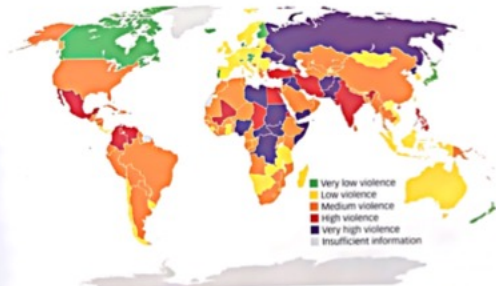 Very low violence
Low violence
Medium violence
High violence
Very high violence
Insufficient information